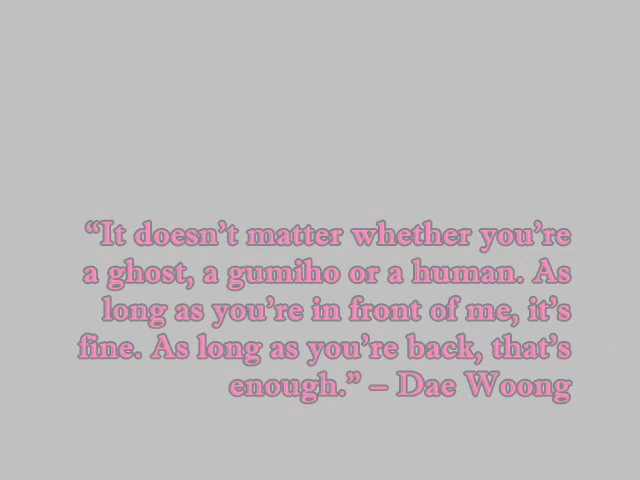 “It doesn’t matter whether you’re
a ghost, a gumiho or a human. As
long as you’re in front of me, it’s
fine. As long as you’re back, that’s
enough.” – Dae Woong